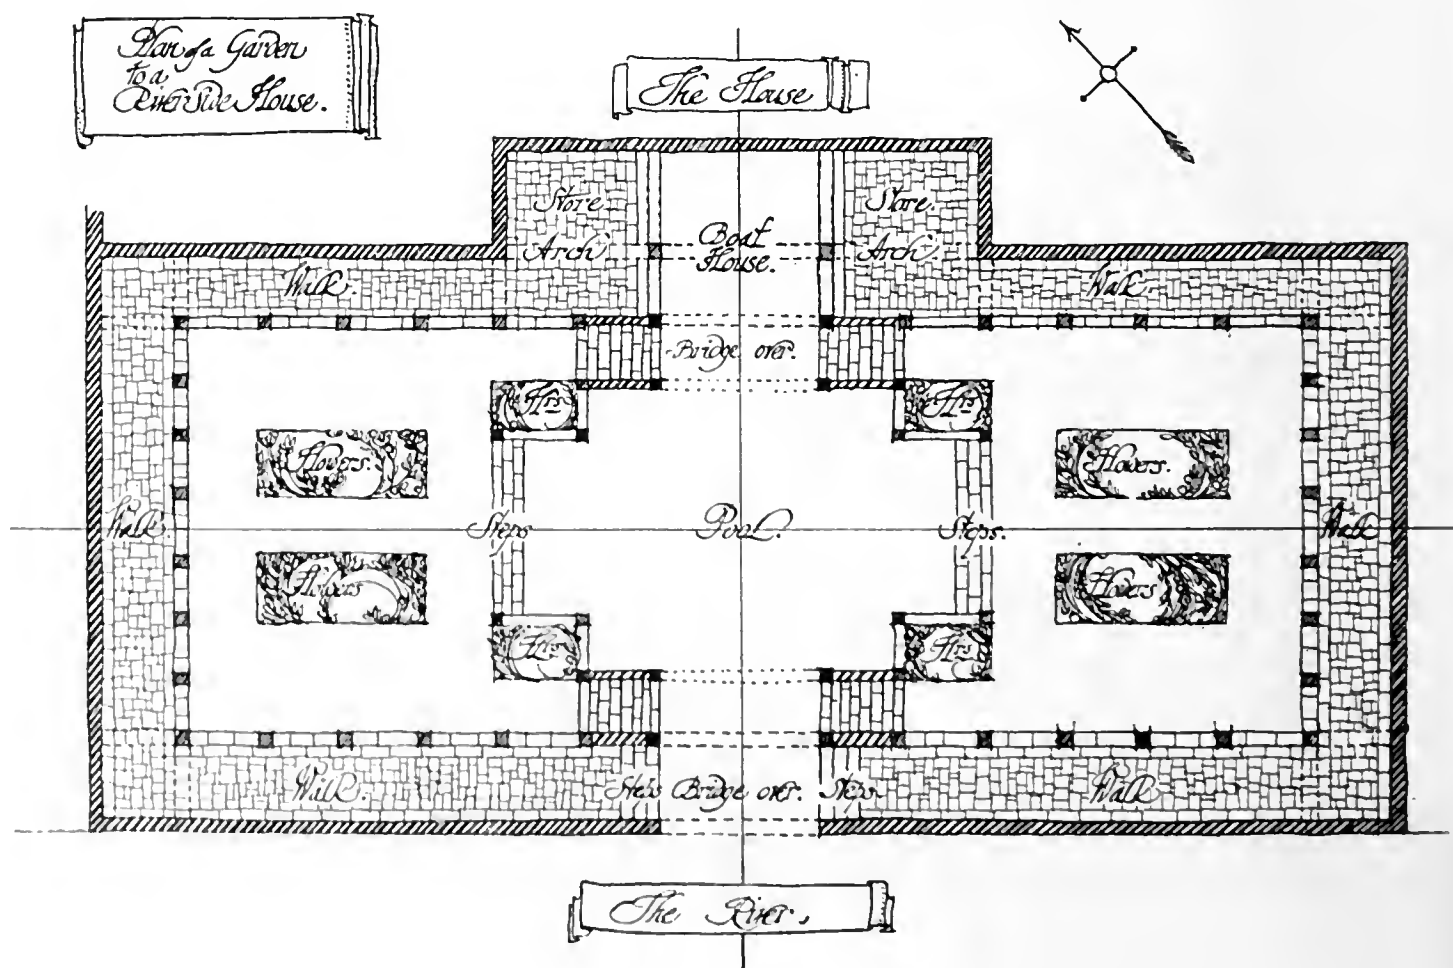 Plan of a Garden
to a
River Side House.
The House
Store
Store.
Arch
Boat
House.
Arch
Walk.
Walk.
Bridge over.
Flrs
Flrs
Flowers.
Flowers.
Walk.
Steps
Pool.
Steps.
Walk
Flowers
Flowers
Flrs
Flrs
Walk.
Steps
Bridge over.
Steps
Walk
The River.